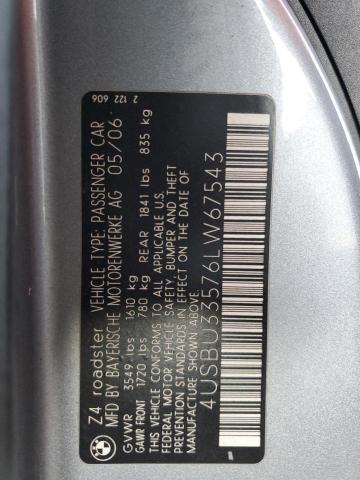 Z4 roadster VEHICLE TYPE: PASSENGER CAR
MFD BY BAYERISCHE MOTORENWERKE AG 05/06
GVWR 3549 lbs 1610 kg
GAWR FRONT 1720 lbs 780 kg REAR 1841 lbs 835 kg
THIS VEHICLE CONFORMS TO ALL APPLICABLE U.S.
FEDERAL MOTOR VEHICLE SAFETY, BUMPER AND THEFT
PREVENTION STANDARDS IN EFFECT ON THE DATE OF
MANUFACTURE SHOWN ABOVE
4USBU33576LW67543
2 122 606